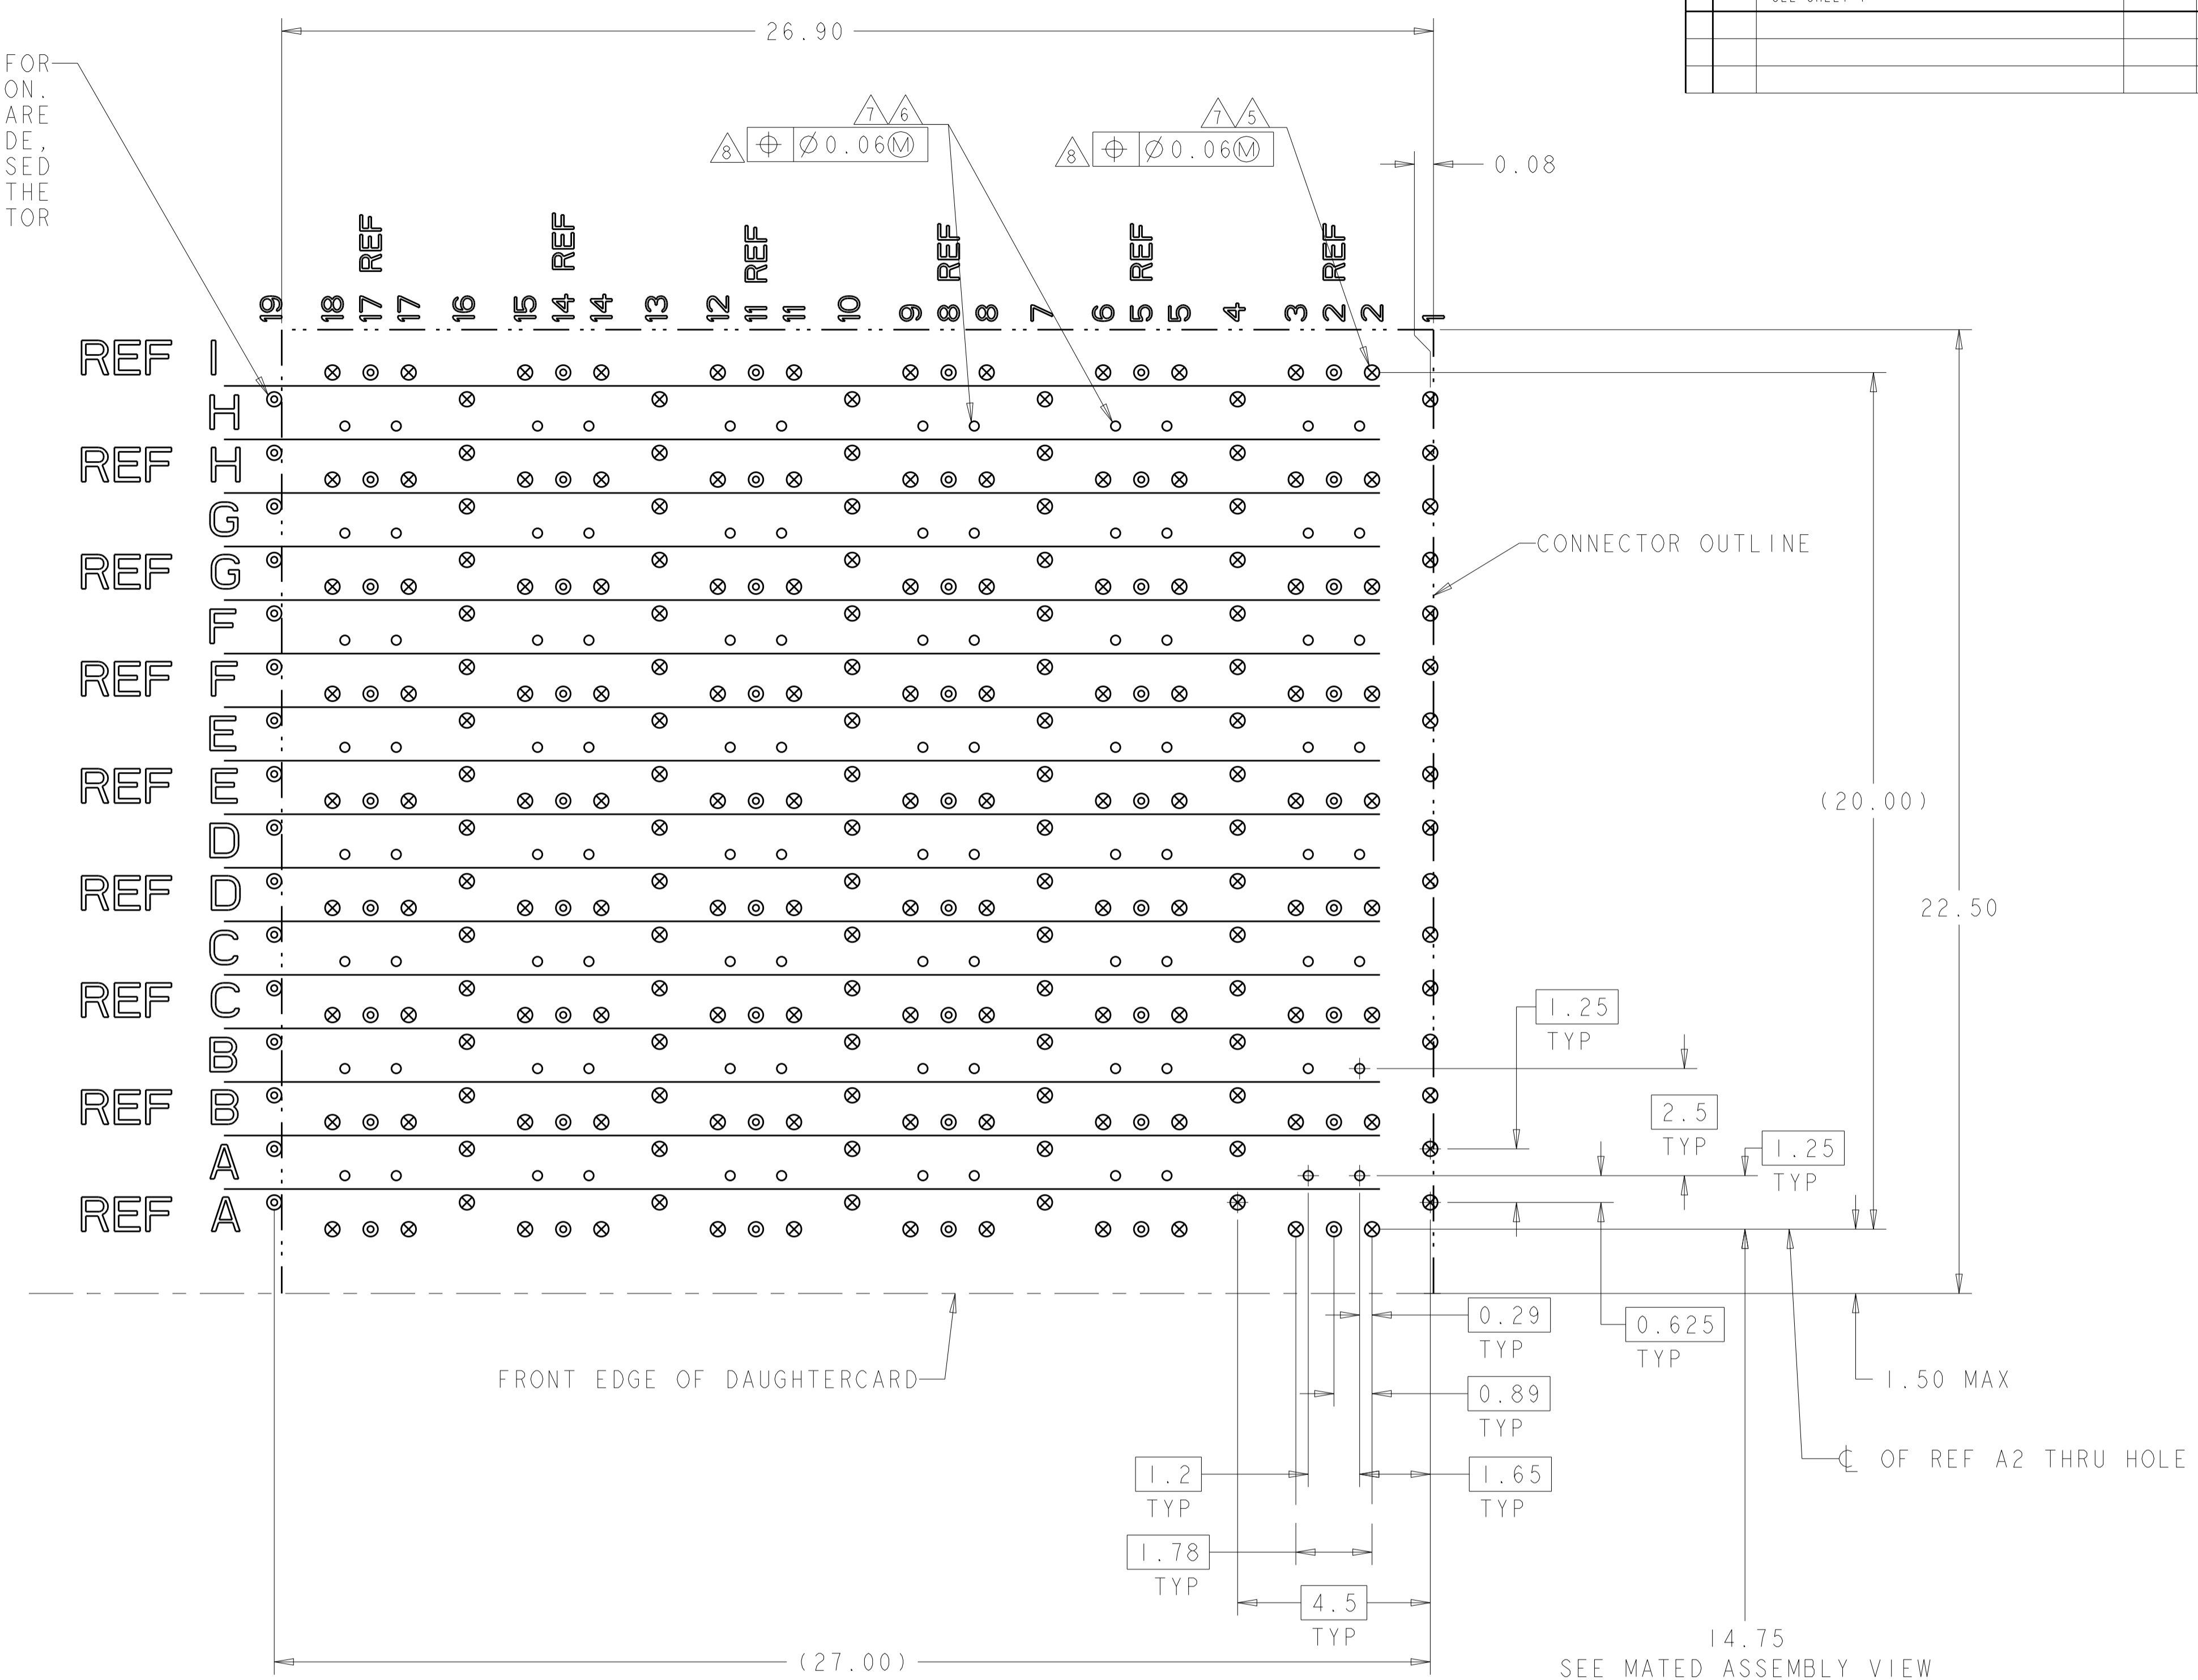 26.90
FOR
ON.
ARE
DE,
SED
THE
TOR
7 6
8 ⌖ Ø0.06Ⓜ
7 5
8 ⌖ Ø0.06Ⓜ
0.08
REF REF REF REF REF REF
19 18 17 17 16 15 14 14 13 12 11 11 10 9 8 8 7 6 5 5 4 3 2 2 1
REF I
H
REF H
G
CONNECTOR OUTLINE
REF G
F
REF F
E
REF E
(20.00)
D
REF D
22.50
C
REF C
1.25
TYP
B
REF B
2.5
TYP
A
1.25
TYP
REF A
0.29
TYP
0.625
TYP
FRONT EDGE OF DAUGHTERCARD
1.50 MAX
0.89
TYP
℄ OF REF A2 THRU HOLE
1.2
TYP
1.65
TYP
1.78
TYP
4.5
TYP
14.75
SEE MATED ASSEMBLY VIEW
(27.00)